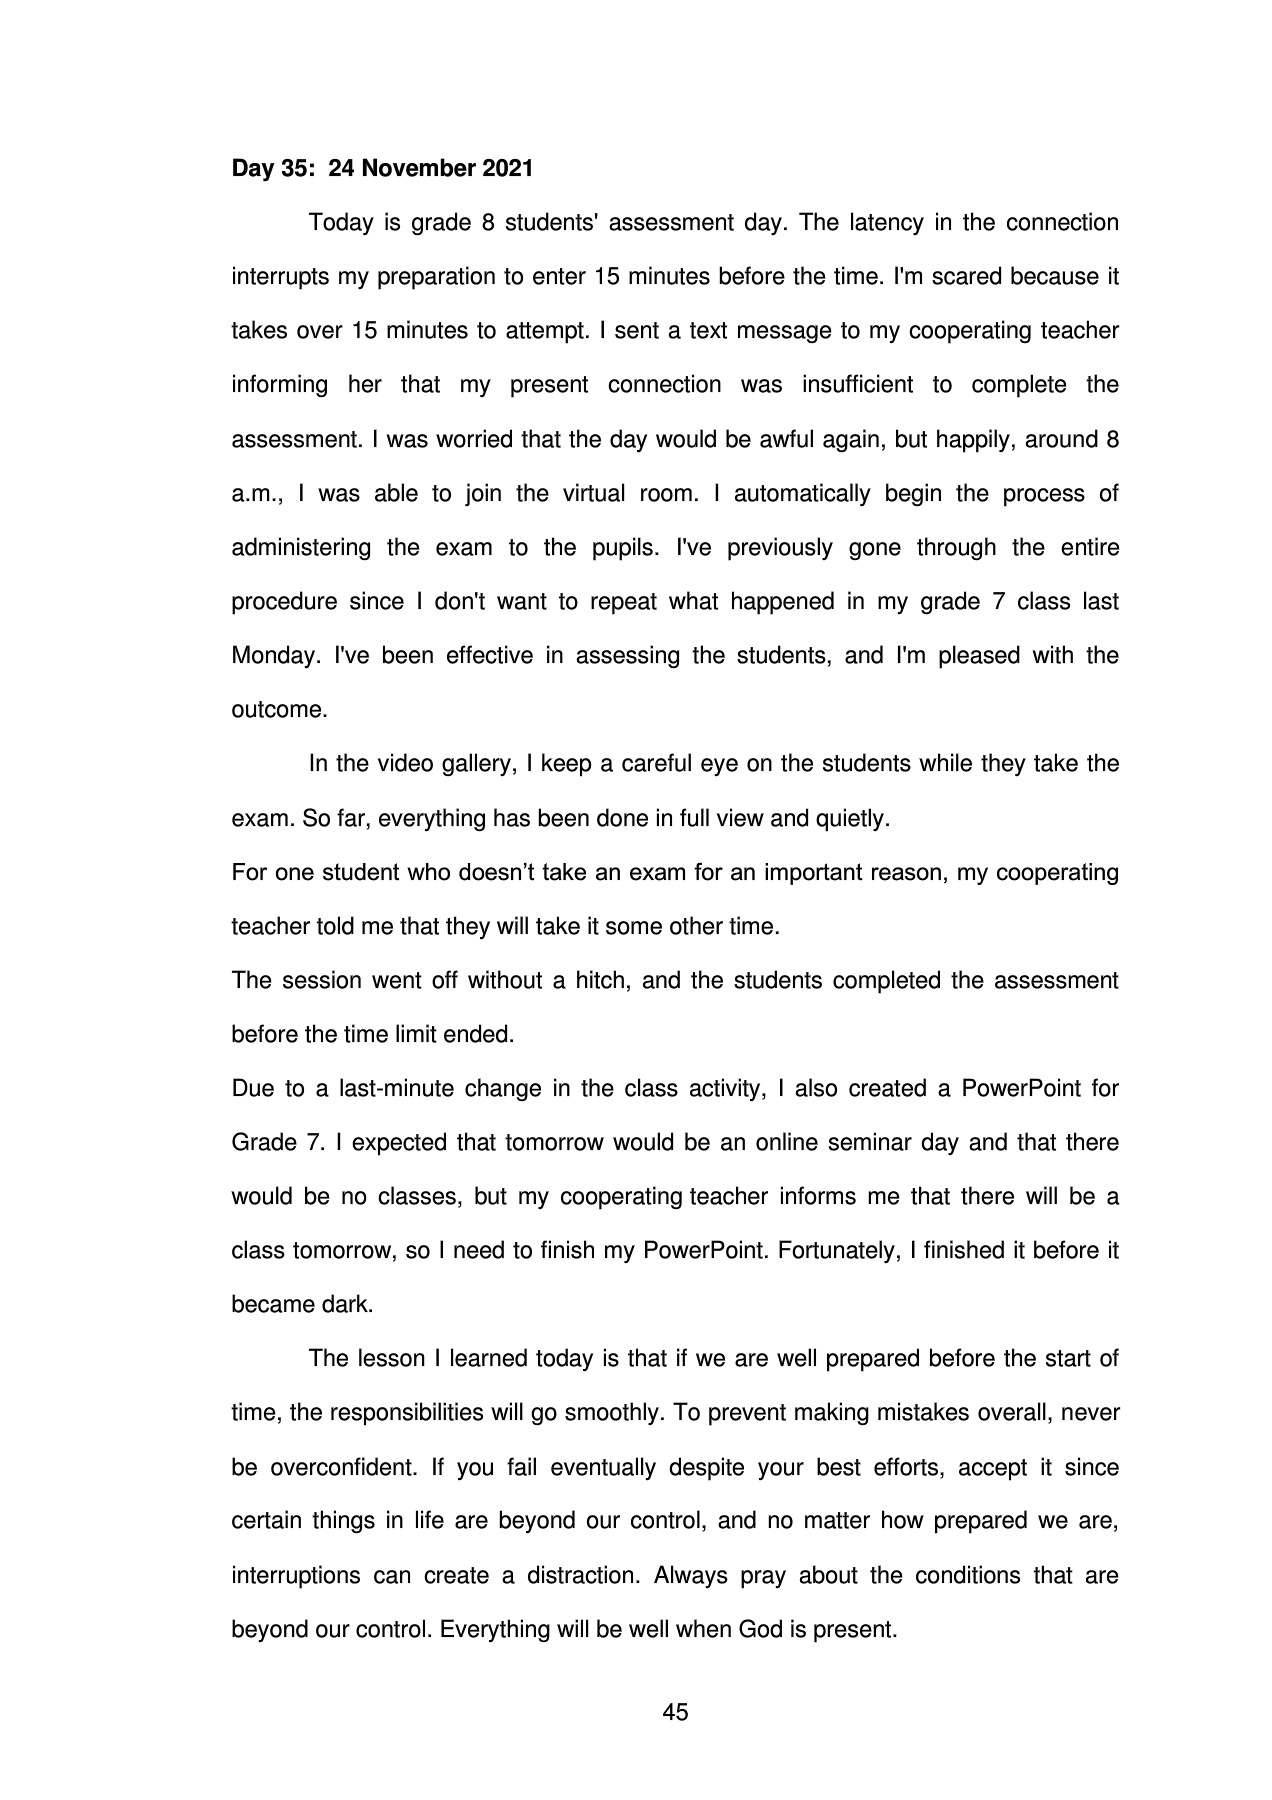 Day 35:  24 November 2021
Today is grade 8 students' assessment day. The latency in the connection
interrupts my preparation to enter 15 minutes before the time. I'm scared because it
takes over 15 minutes to attempt. I sent a text message to my cooperating teacher
informing her that my present connection was insufficient to complete the
assessment. I was worried that the day would be awful again, but happily, around 8
a.m., I was able to join the virtual room. I automatically begin the process of
administering the exam to the pupils. I've previously gone through the entire
procedure since I don't want to repeat what happened in my grade 7 class last
Monday. I've been effective in assessing the students, and I'm pleased with the
outcome.
In the video gallery, I keep a careful eye on the students while they take the
exam. So far, everything has been done in full view and quietly.
For one student who doesn’t take an exam for an important reason, my cooperating
teacher told me that they will take it some other time.
The session went off without a hitch, and the students completed the assessment
before the time limit ended.
Due to a last-minute change in the class activity, I also created a PowerPoint for
Grade 7. I expected that tomorrow would be an online seminar day and that there
would be no classes, but my cooperating teacher informs me that there will be a
class tomorrow, so I need to finish my PowerPoint. Fortunately, I finished it before it
became dark.
The lesson I learned today is that if we are well prepared before the start of
time, the responsibilities will go smoothly. To prevent making mistakes overall, never
be overconfident. If you fail eventually despite your best efforts, accept it since
certain things in life are beyond our control, and no matter how prepared we are,
interruptions can create a distraction. Always pray about the conditions that are
beyond our control. Everything will be well when God is present.
45